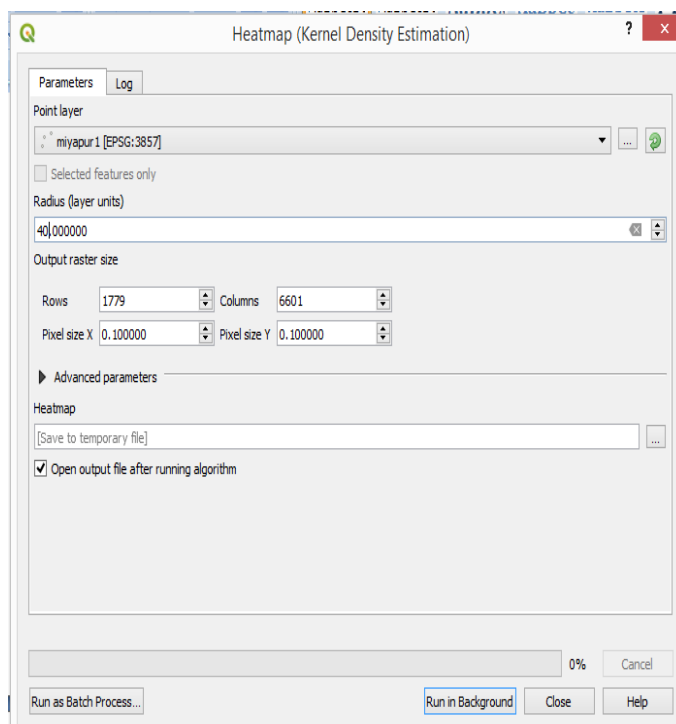 Heatmap (Kernel Density Estimation) ? x
Parameters Log
Point layer
miyapur1 [EPSG:3857] ...
Selected features only
Radius (layer units)
40.000000
Output raster size
Rows 1779 Columns 6601
Pixel size X 0.100000 Pixel size Y 0.100000
Advanced parameters
Heatmap
[Save to temporary file] ...
Open output file after running algorithm
0% Cancel
Run as Batch Process... Run in Background Close Help